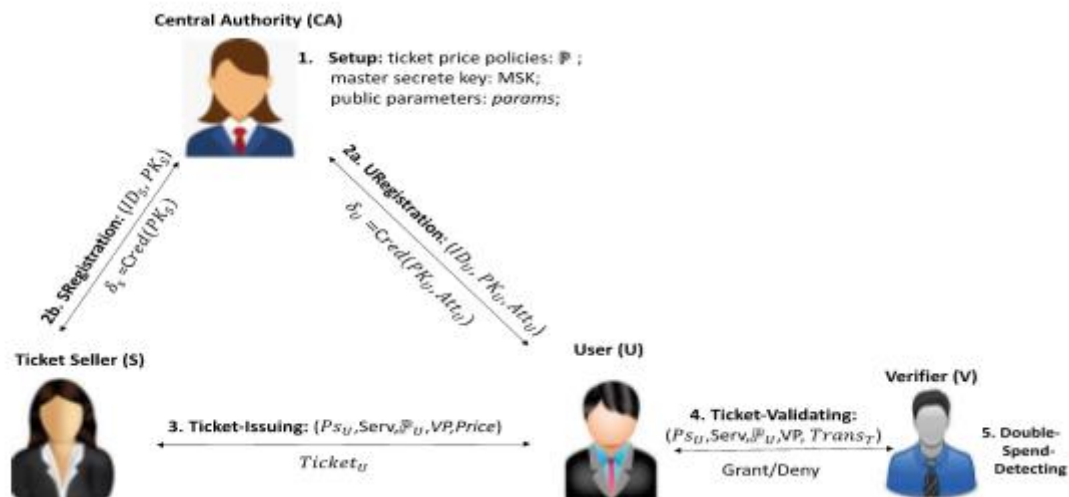 Central Authority (CA)
1. Setup: ticket price policies: ℙ ;
master secrete key: MSK;
public parameters: params;
2b. SRegistration: (ID_S, PK_S)
δ_s =Cred(PK_S)
2a. URegistration: (ID_U, PK_U, Att_U)
δ_U =Cred(PK_U, Att_U)
Ticket Seller (S)
User (U)
Verifier (V)
3. Ticket-Issuing: (Ps_U,Serv,ℙ_U,VP,Price)
Ticket_U
4. Ticket-Validating:
(Ps_U,Serv,ℙ_U,VP, Trans_T)
Grant/Deny
5. Double-
Spend-
Detecting